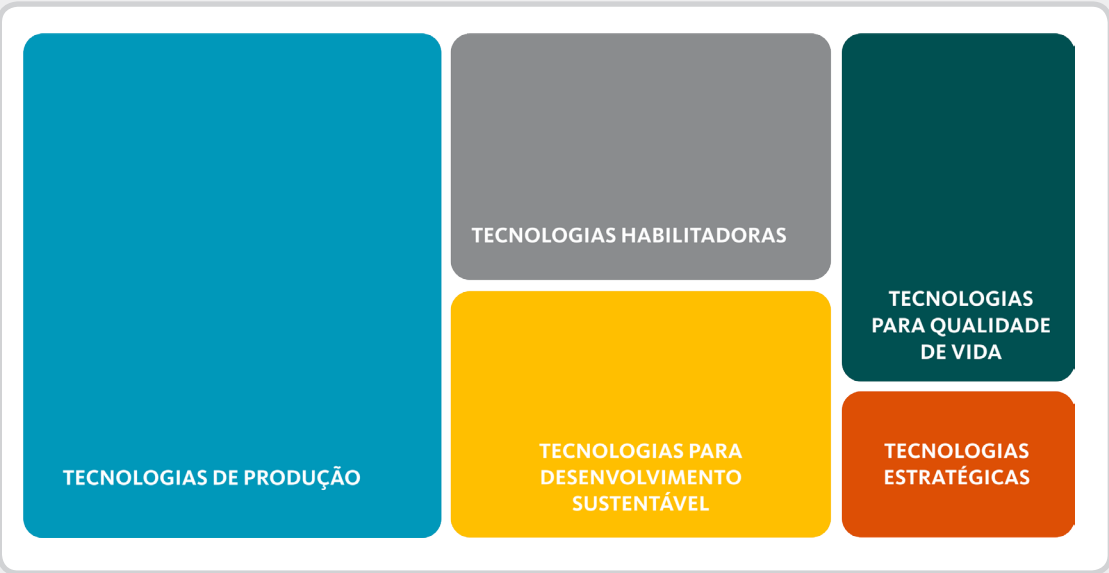 TECNOLOGIAS DE PRODUÇÃO
TECNOLOGIAS HABILITADORAS
TECNOLOGIAS PARA
DESENVOLVIMENTO
SUSTENTÁVEL
TECNOLOGIAS
PARA QUALIDADE
DE VIDA
TECNOLOGIAS
ESTRATÉGICAS